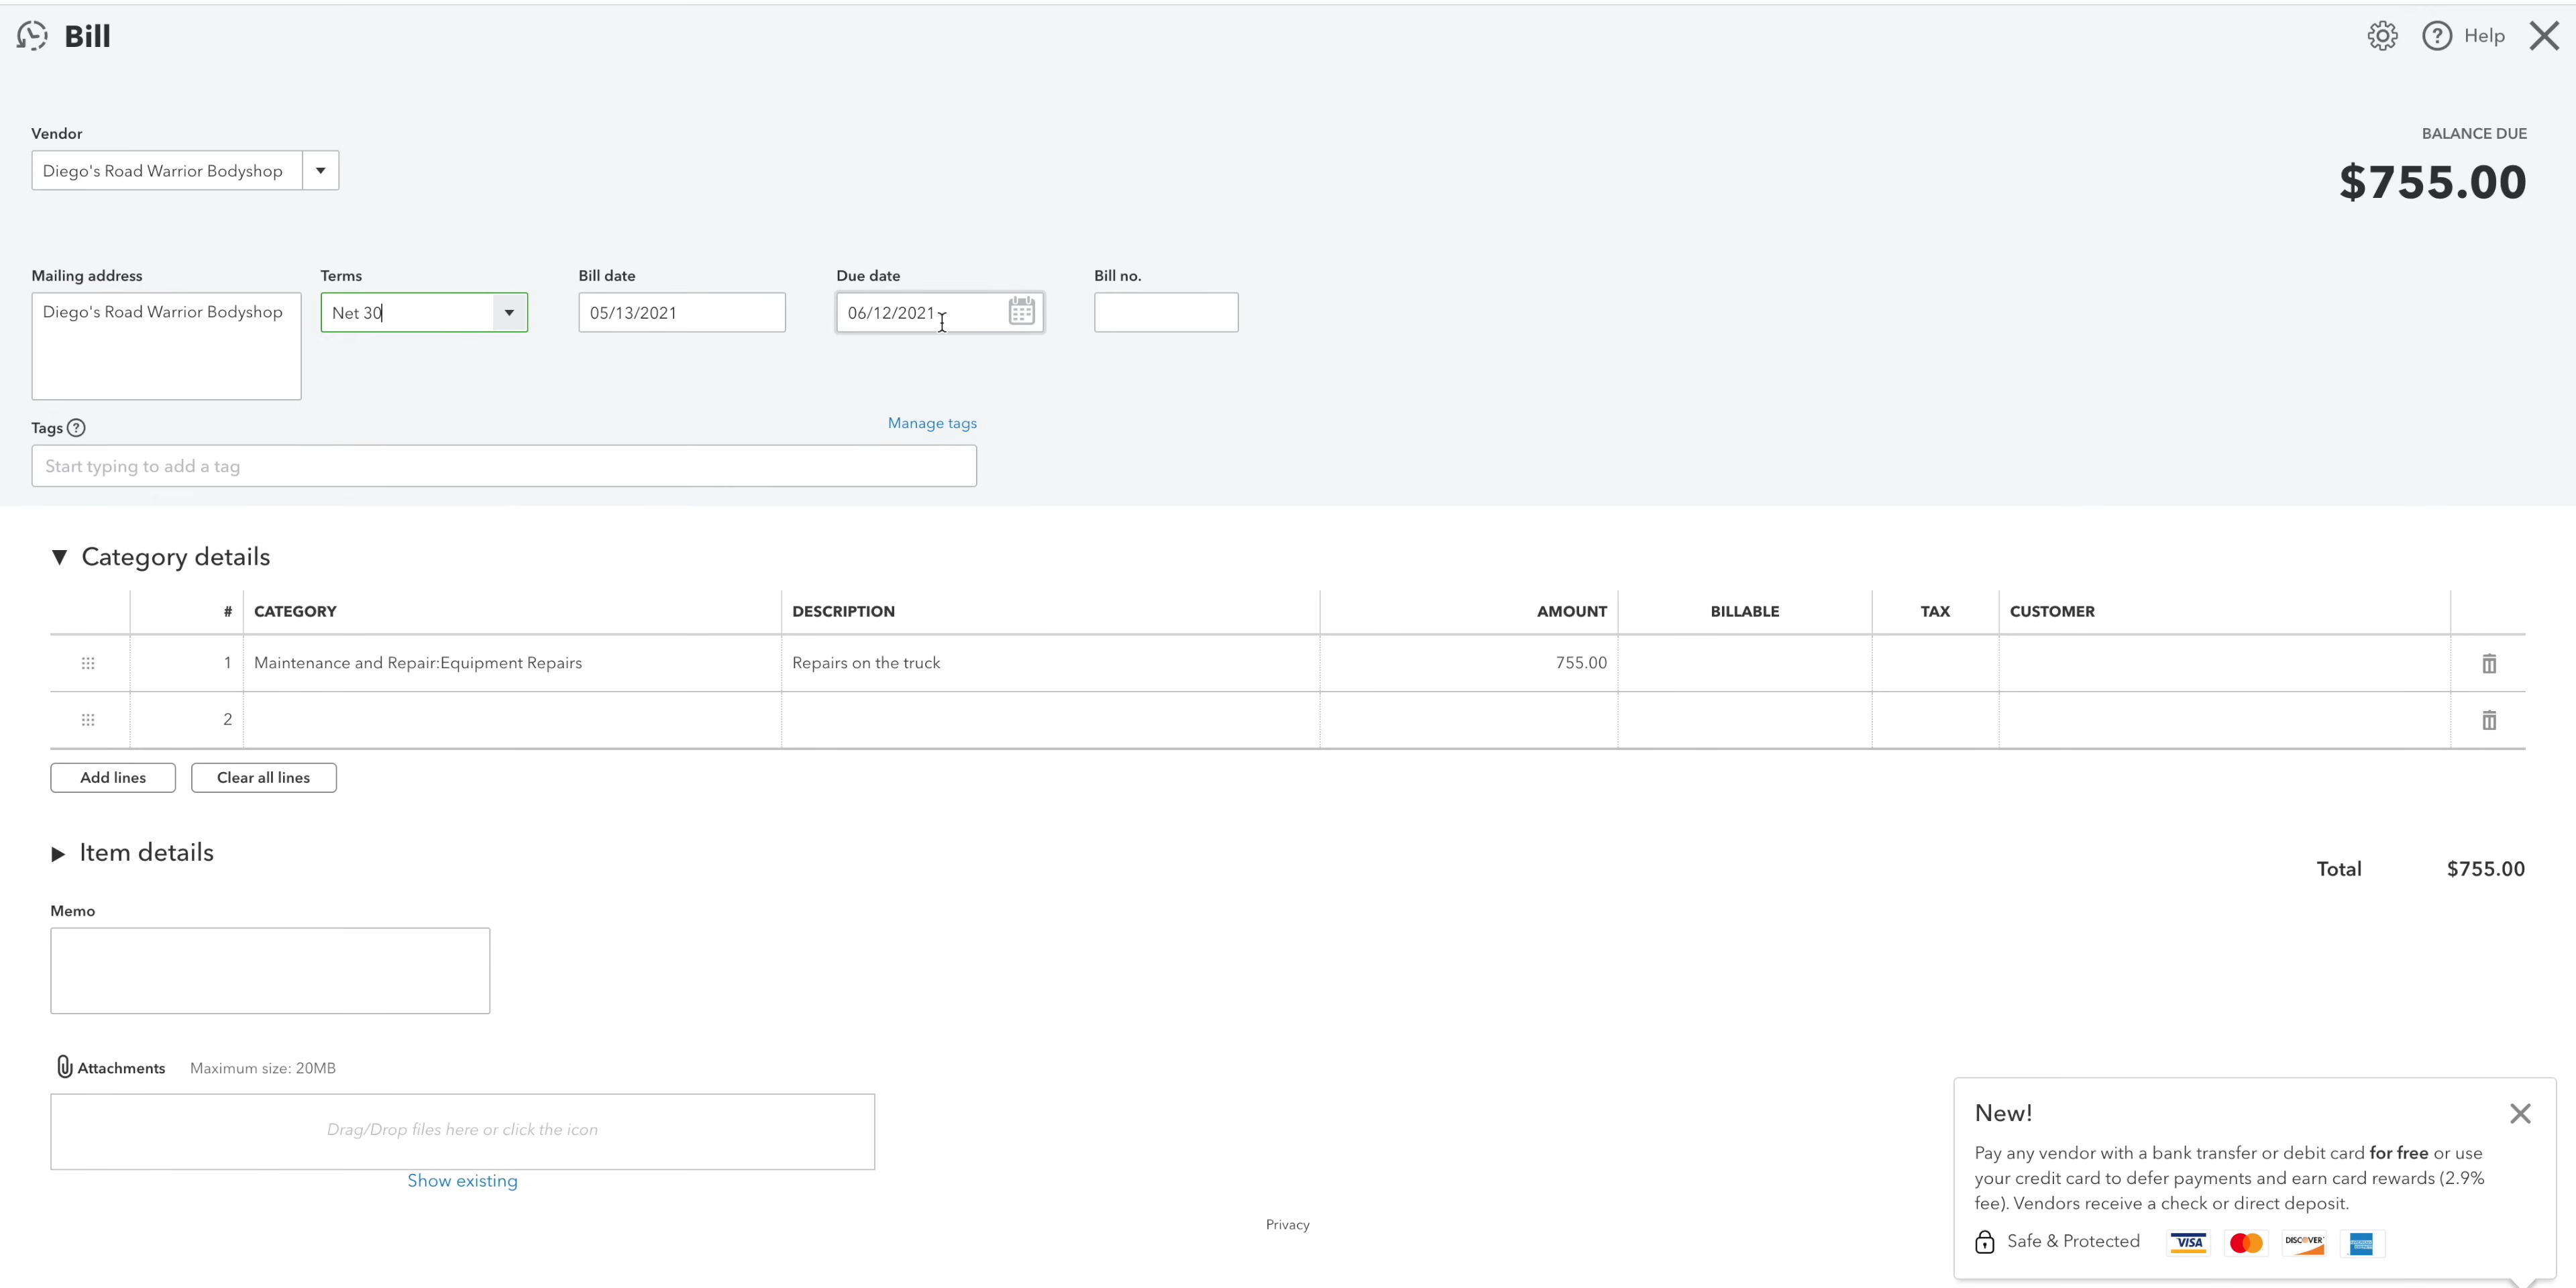 Bill
Help
Vendor
BALANCE DUE
Diego's Road Warrior Bodyshop
$755.00
Mailing address
Terms
Bill date
Due date
Bill no.
Diego's Road Warrior Bodyshop
Net 30
05/13/2021
06/12/2021
Tags
Manage tags
Start typing to add a tag
Category details
# CATEGORY DESCRIPTION AMOUNT BILLABLE TAX CUSTOMER
1 Maintenance and Repair:Equipment Repairs Repairs on the truck 755.00
2
Add lines
Clear all lines
Item details
Total $755.00
Memo
Attachments Maximum size: 20MB
Drag/Drop files here or click the icon
Show existing
Privacy
New!
Pay any vendor with a bank transfer or debit card for free or use
your credit card to defer payments and earn card rewards (2.9%
fee). Vendors receive a check or direct deposit.
Safe & Protected VISA DISCOVER